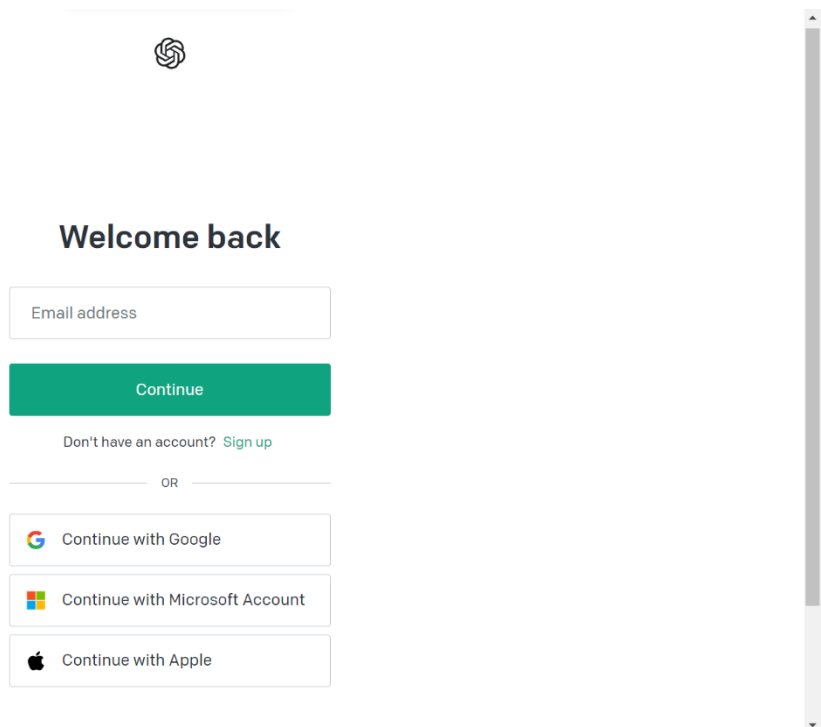 Welcome back
Email address
Continue
Don't have an account? Sign up
OR
Continue with Google
Continue with Microsoft Account
Continue with Apple